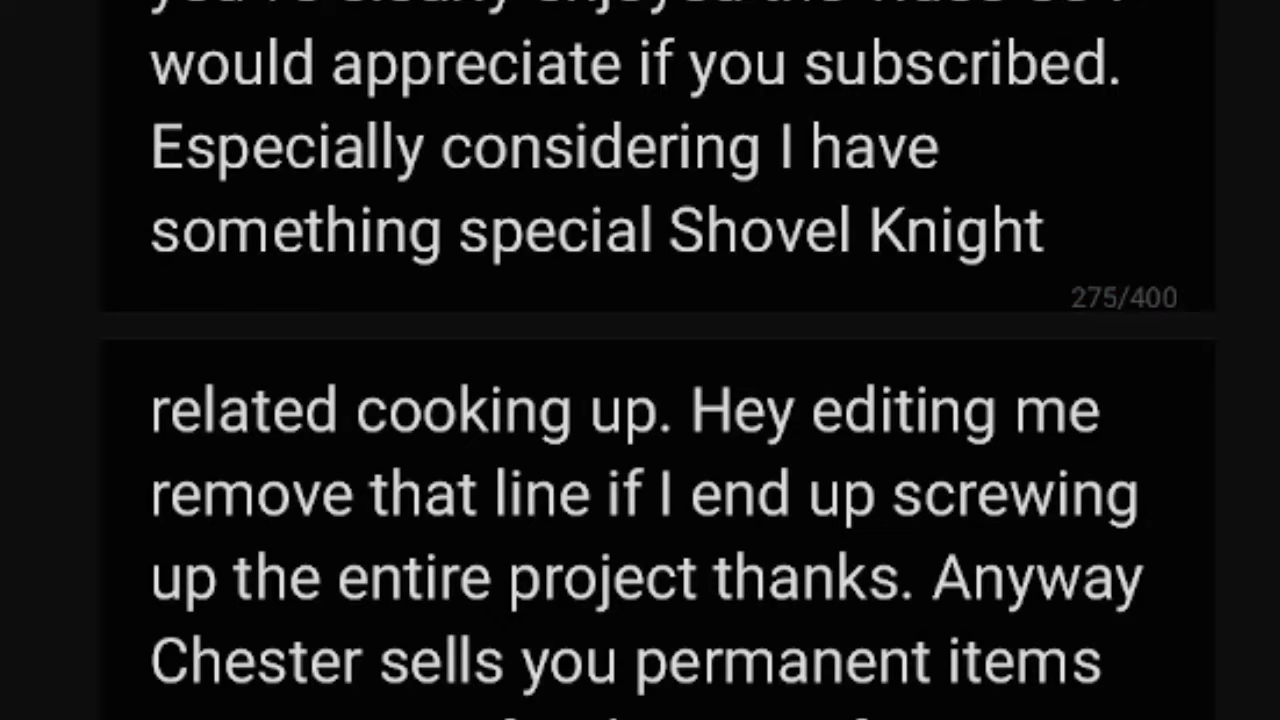 would appreciate if you subscribed.
Especially considering I have
something special Shovel Knight
275/400
related cooking up. Hey editing me
remove that line if I end up screwing
up the entire project thanks. Anyway
Chester sells you permanent items